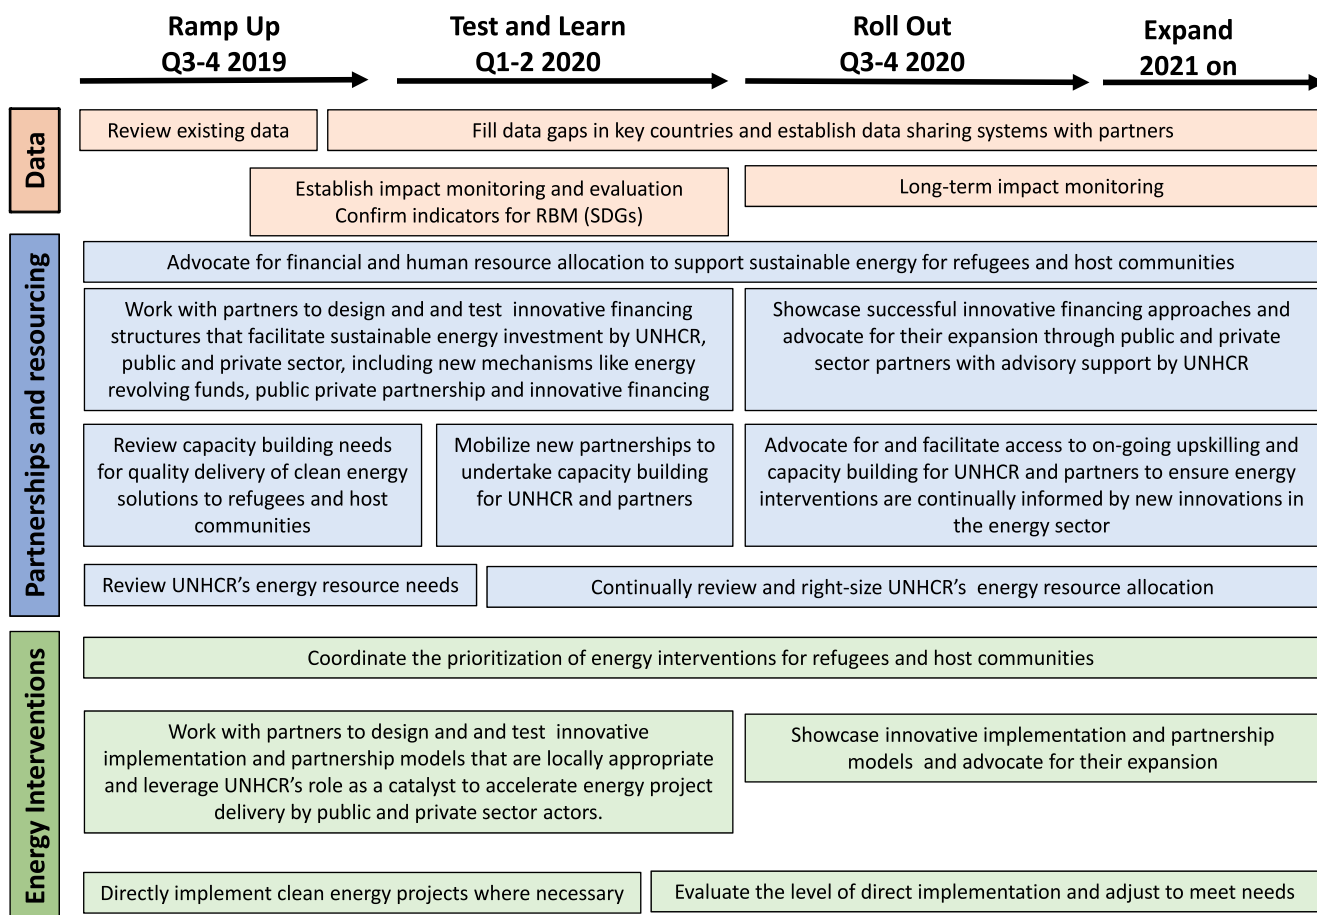 Ramp Up
Q3-4 2019
Test and Learn
Q1-2 2020
Roll Out
Q3-4 2020
Expand
2021 on
Data
Review existing data
Fill data gaps in key countries and establish data sharing systems with partners
Establish impact monitoring and evaluation
Confirm indicators for RBM (SDGs)
Long-term impact monitoring
Partnerships and resourcing
Advocate for financial and human resource allocation to support sustainable energy for refugees and host communities
Work with partners to design and and test  innovative financing
structures that facilitate sustainable energy investment by UNHCR,
public and private sector, including new mechanisms like energy
revolving funds, public private partnership and innovative financing
Showcase successful innovative financing approaches and
advocate for their expansion through public and private
sector partners with advisory support by UNHCR
Review capacity building needs
for quality delivery of clean energy
solutions to refugees and host
communities
Mobilize new partnerships to
undertake capacity building
for UNHCR and partners
Advocate for and facilitate access to on-going upskilling and
capacity building for UNHCR and partners to ensure energy
interventions are continually informed by new innovations in
the energy sector
Review UNHCR’s energy resource needs
Continually review and right-size UNHCR’s  energy resource allocation
Energy Interventions
Coordinate the prioritization of energy interventions for refugees and host communities
Work with partners to design and and test  innovative
implementation and partnership models that are locally appropriate
and leverage UNHCR’s role as a catalyst to accelerate energy project
delivery by public and private sector actors.
Showcase innovative implementation and partnership
models  and advocate for their expansion
Directly implement clean energy projects where necessary
Evaluate the level of direct implementation and adjust to meet needs